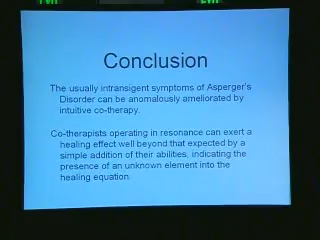 EXIT
EXIT
Conclusion
The usually intransigent symptoms of Asperger's
Disorder can be anomalously ameliorated by
intuitive co-therapy.
Co-therapists operating in resonance can exert a
healing effect well beyond that expected by a
simple addition of their abilities, indicating the
presence of an unknown element into the
healing equation.